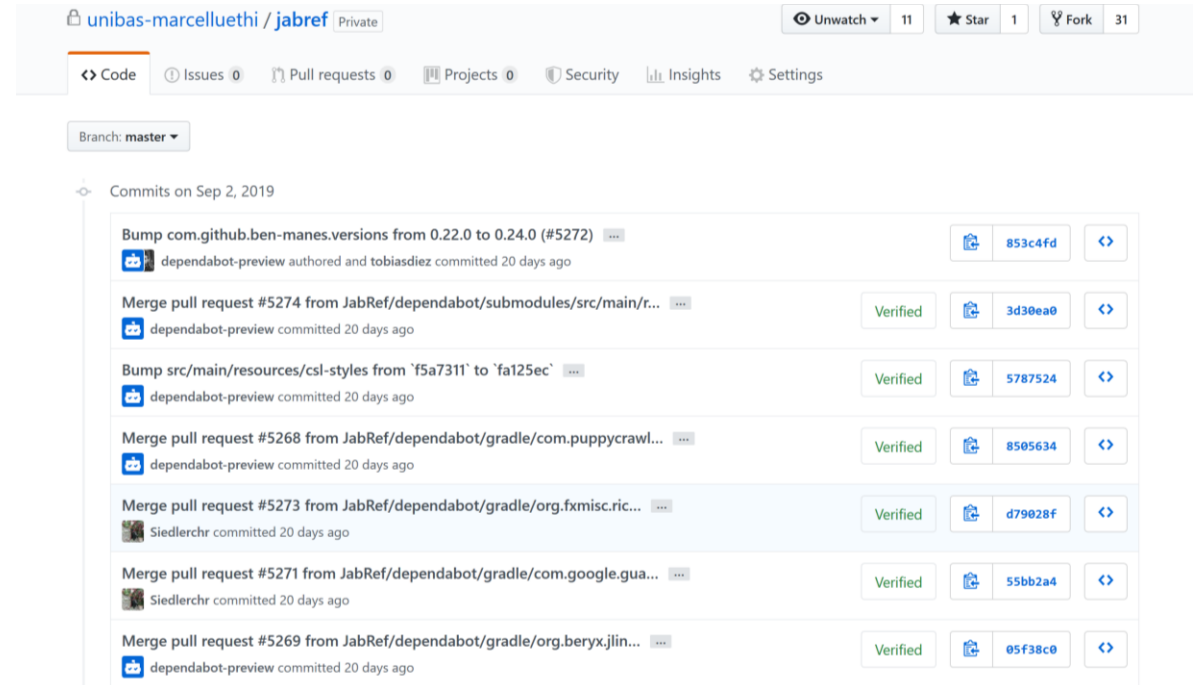 unibas-marcelluethi / jabref Private Unwatch 11 Star 1 Fork 31
Code Issues 0 Pull requests 0 Projects 0 Security Insights Settings
Branch: master
Commits on Sep 2, 2019
Bump com.github.ben-manes.versions from 0.22.0 to 0.24.0 (#5272) ...
853c4fd
dependabot-preview authored and tobiasdiez committed 20 days ago
Merge pull request #5274 from JabRef/dependabot/submodules/src/main/r... ...
Verified 3d30ea0
dependabot-preview committed 20 days ago
Bump src/main/resources/csl-styles from `f5a7311` to `fa125ec` ...
Verified 5787524
dependabot-preview committed 20 days ago
Merge pull request #5268 from JabRef/dependabot/gradle/com.puppycrawl... ...
Verified 8505634
dependabot-preview committed 20 days ago
Merge pull request #5273 from JabRef/dependabot/gradle/org.fxmisc.ric... ...
Verified d79028f
Siedlerchr committed 20 days ago
Merge pull request #5271 from JabRef/dependabot/gradle/com.google.gua... ...
Verified 55bb2a4
Siedlerchr committed 20 days ago
Merge pull request #5269 from JabRef/dependabot/gradle/org.beryx.jlin... ...
Verified 05f38c0
dependabot-preview committed 20 days ago